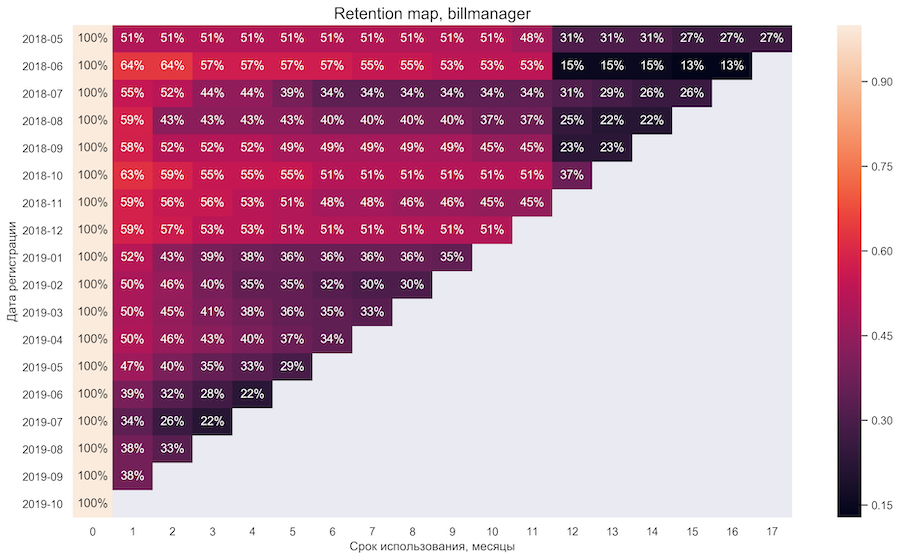 Retention map, billmanager
2018-05 100% 51% 51% 51% 51% 51% 51% 51% 51% 51% 51% 48% 31% 31% 31% 27% 27% 27%
2018-06 100% 64% 64% 57% 57% 57% 57% 55% 55% 53% 53% 53% 15% 15% 15% 13% 13%
2018-07 100% 55% 52% 44% 44% 39% 34% 34% 34% 34% 34% 34% 31% 29% 26% 26%
2018-08 100% 59% 43% 43% 43% 43% 40% 40% 40% 40% 37% 37% 25% 22% 22%
2018-09 100% 58% 52% 52% 52% 49% 49% 49% 49% 49% 45% 45% 23% 23%
2018-10 100% 63% 59% 55% 55% 55% 51% 51% 51% 51% 51% 51% 37%
2018-11 100% 59% 56% 56% 53% 51% 48% 48% 46% 46% 45% 45%
2018-12 100% 59% 57% 53% 53% 51% 51% 51% 51% 51% 51%
2019-01 100% 52% 43% 39% 38% 36% 36% 36% 36% 35%
2019-02 100% 50% 46% 40% 35% 35% 32% 30% 30%
2019-03 100% 50% 45% 41% 38% 36% 35% 33%
2019-04 100% 50% 46% 43% 40% 37% 34%
2019-05 100% 47% 40% 35% 33% 29%
2019-06 100% 39% 32% 28% 22%
2019-07 100% 34% 26% 22%
2019-08 100% 38% 33%
2019-09 100% 38%
2019-10 100%
0 1 2 3 4 5 6 7 8 9 10 11 12 13 14 15 16 17
Срок использования, месяцы
Дата регистрации
0.90
0.75
0.60
0.45
0.30
0.15